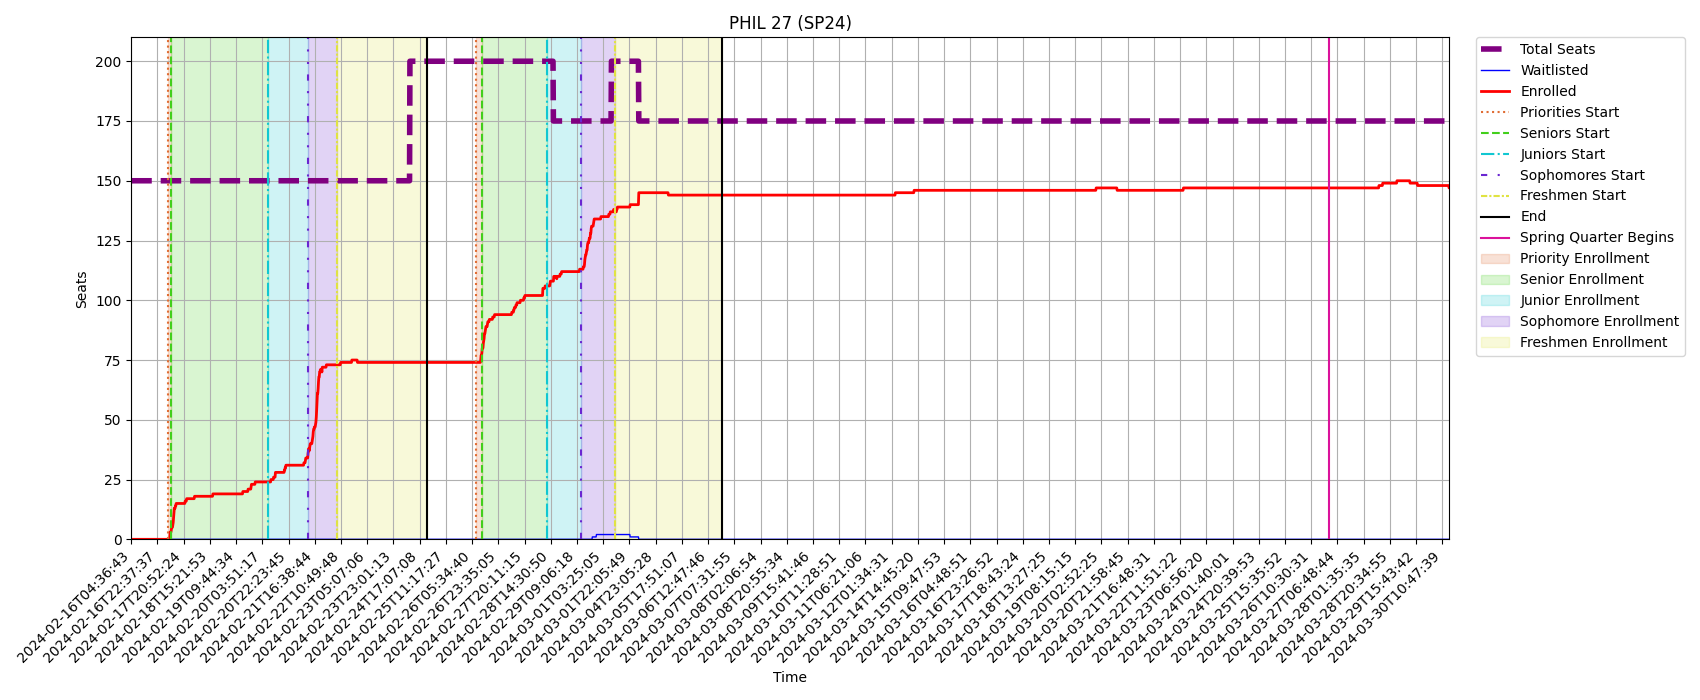 PHIL 27 (SP24)
Seats
200
175
150
125
100
75
50
25
0
2024-02-16T04:36:43
2024-02-16T22:37:37
2024-02-17T20:52:24
2024-02-18T15:21:53
2024-02-19T09:44:34
2024-02-20T03:51:17
2024-02-20T22:23:45
2024-02-21T16:38:44
2024-02-22T10:49:48
2024-02-23T05:07:06
2024-02-23T23:01:13
2024-02-24T17:07:08
2024-02-25T11:17:27
2024-02-26T05:34:40
2024-02-26T23:35:05
2024-02-27T20:11:15
2024-02-28T14:30:50
2024-02-29T09:06:18
2024-03-01T03:25:05
2024-03-01T22:05:49
2024-03-04T23:05:28
2024-03-05T17:51:07
2024-03-06T12:47:46
2024-03-07T07:31:55
2024-03-08T02:06:54
2024-03-08T20:55:34
2024-03-09T15:41:46
2024-03-10T11:28:51
2024-03-11T06:21:06
2024-03-12T01:34:31
2024-03-14T14:45:20
2024-03-15T09:47:53
2024-03-16T04:48:51
2024-03-16T23:26:52
2024-03-17T18:43:24
2024-03-18T13:27:25
2024-03-19T08:15:15
2024-03-20T02:52:25
2024-03-20T21:58:45
2024-03-21T16:48:31
2024-03-22T11:51:22
2024-03-23T06:56:20
2024-03-24T01:40:01
2024-03-24T20:39:53
2024-03-25T15:35:52
2024-03-26T10:30:31
2024-03-27T06:48:44
2024-03-28T01:35:35
2024-03-28T20:34:55
2024-03-29T15:43:42
2024-03-30T10:47:39
Time
Total Seats
Waitlisted
Enrolled
Priorities Start
Seniors Start
Juniors Start
Sophomores Start
Freshmen Start
End
Spring Quarter Begins
Priority Enrollment
Senior Enrollment
Junior Enrollment
Sophomore Enrollment
Freshmen Enrollment